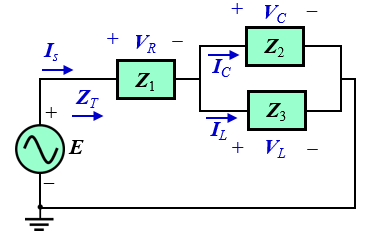 + V_C −
I_s + V_R − Z_2
Z_1 I_C
Z_T Z_3
+ E I_L
+ V_L −
−